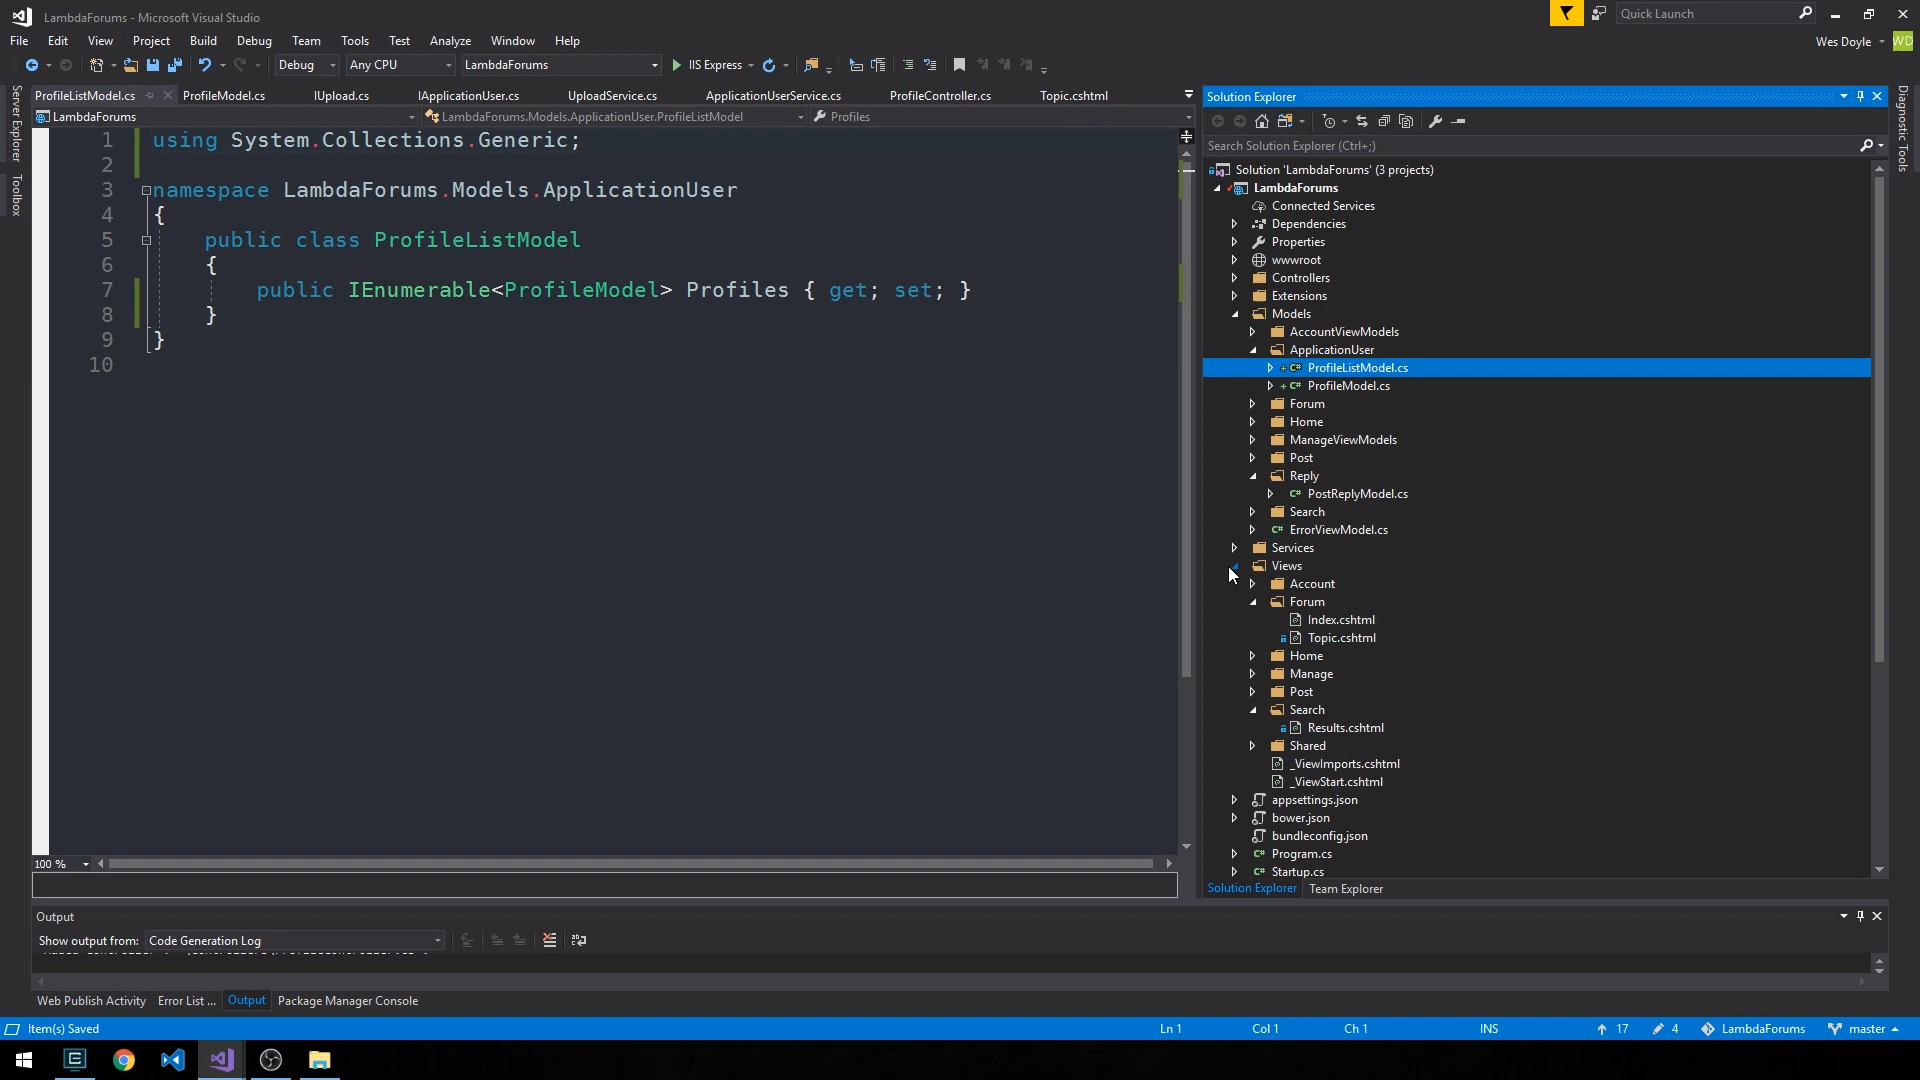 LambdaForums - Microsoft Visual Studio
Quick Launch
File Edit View Project Build Debug Team Tools Test Analyze Window Help
Wes Doyle WD
Debug Any CPU LambdaForums IIS Express
ProfileListModel.cs ProfileModel.cs IUpload.cs IApplicationUser.cs UploadService.cs ApplicationUserService.cs ProfileController.cs Topic.cshtml
LambdaForums LambdaForums.Models.ApplicationUser.ProfileListModel Profiles
Server Explorer
Toolbox
1 using System.Collections.Generic;
2
3 namespace LambdaForums.Models.ApplicationUser
4 {
5 public class ProfileListModel
6 {
7 public IEnumerable<ProfileModel> Profiles { get; set; }
8 }
9 }
10
100 %
Solution Explorer
Search Solution Explorer (Ctrl+;)
Solution 'LambdaForums' (3 projects)
LambdaForums
Connected Services
Dependencies
Properties
wwwroot
Controllers
Extensions
Models
AccountViewModels
ApplicationUser
ProfileListModel.cs
ProfileModel.cs
Forum
Home
ManageViewModels
Post
Reply
PostReplyModel.cs
Search
ErrorViewModel.cs
Services
Views
Account
Forum
Index.cshtml
Topic.cshtml
Home
Manage
Post
Search
Results.cshtml
Shared
_ViewImports.cshtml
_ViewStart.cshtml
appsettings.json
bower.json
bundleconfig.json
Program.cs
Startup.cs
Solution Explorer Team Explorer
Diagnostic Tools
Output
Show output from: Code Generation Log
Web Publish Activity Error List ... Output Package Manager Console
Item(s) Saved Ln 1 Col 1 Ch 1 INS 17 4 LambdaForums master